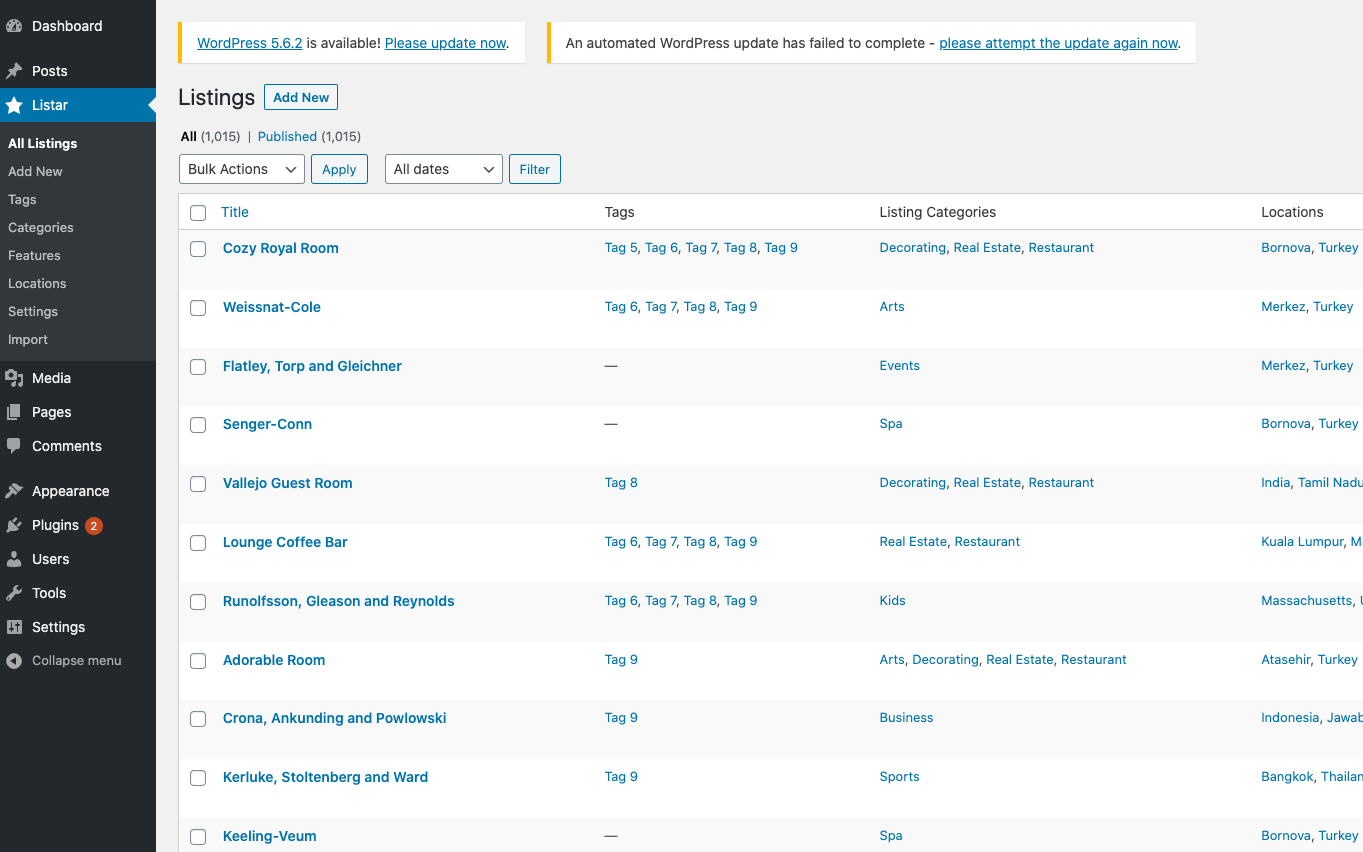 Dashboard
Posts
Listar
All Listings
Add New
Tags
Categories
Features
Locations
Settings
Import
Media
Pages
Comments
Appearance
Plugins 2
Users
Tools
Settings
Collapse menu
WordPress 5.6.2 is available! Please update now.
An automated WordPress update has failed to complete - please attempt the update again now.
Listings Add New
All (1,015) | Published (1,015)
Bulk Actions Apply All dates Filter
Title Tags Listing Categories Locations
Cozy Royal Room Tag 5, Tag 6, Tag 7, Tag 8, Tag 9 Decorating, Real Estate, Restaurant Bornova, Turkey
Weissnat-Cole Tag 6, Tag 7, Tag 8, Tag 9 Arts Merkez, Turkey
Flatley, Torp and Gleichner — Events Merkez, Turkey
Senger-Conn — Spa Bornova, Turkey
Vallejo Guest Room Tag 8 Decorating, Real Estate, Restaurant India, Tamil Nadu
Lounge Coffee Bar Tag 6, Tag 7, Tag 8, Tag 9 Real Estate, Restaurant Kuala Lumpur,
Runolfsson, Gleason and Reynolds Tag 6, Tag 7, Tag 8, Tag 9 Kids Massachusetts,
Adorable Room Tag 9 Arts, Decorating, Real Estate, Restaurant Atasehir, Turkey
Crona, Ankunding and Powlowski Tag 9 Business Indonesia, Jawab
Kerluke, Stoltenberg and Ward Tag 9 Sports Bangkok, Thailan
Keeling-Veum — Spa Bornova, Turkey